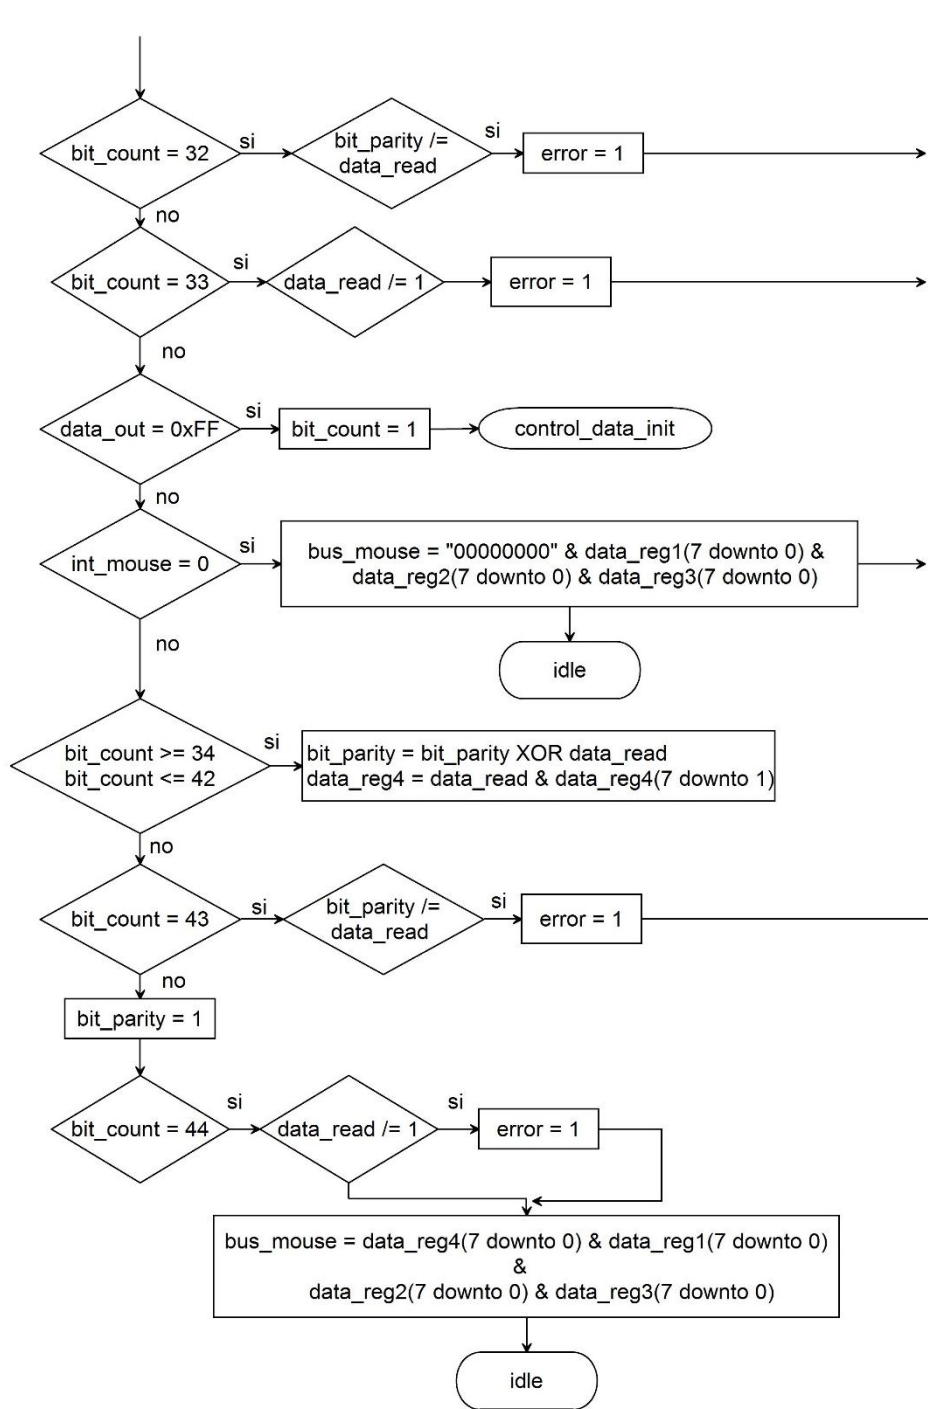 bit_count = 32
si
bit_parity /=
data_read
si
error = 1
no
bit_count = 33
si
data_read /= 1
error = 1
no
data_out = 0xFF
si
bit_count = 1
control_data_init
no
int_mouse = 0
si
bus_mouse = "00000000" & data_reg1(7 downto 0) &
data_reg2(7 downto 0) & data_reg3(7 downto 0)
no
idle
bit_count >= 34
bit_count <= 42
si
bit_parity = bit_parity XOR data_read
data_reg4 = data_read & data_reg4(7 downto 1)
no
bit_count = 43
si
bit_parity /=
data_read
si
error = 1
no
bit_parity = 1
bit_count = 44
si
data_read /= 1
si
error = 1
bus_mouse = data_reg4(7 downto 0) & data_reg1(7 downto 0)
&
data_reg2(7 downto 0) & data_reg3(7 downto 0)
idle